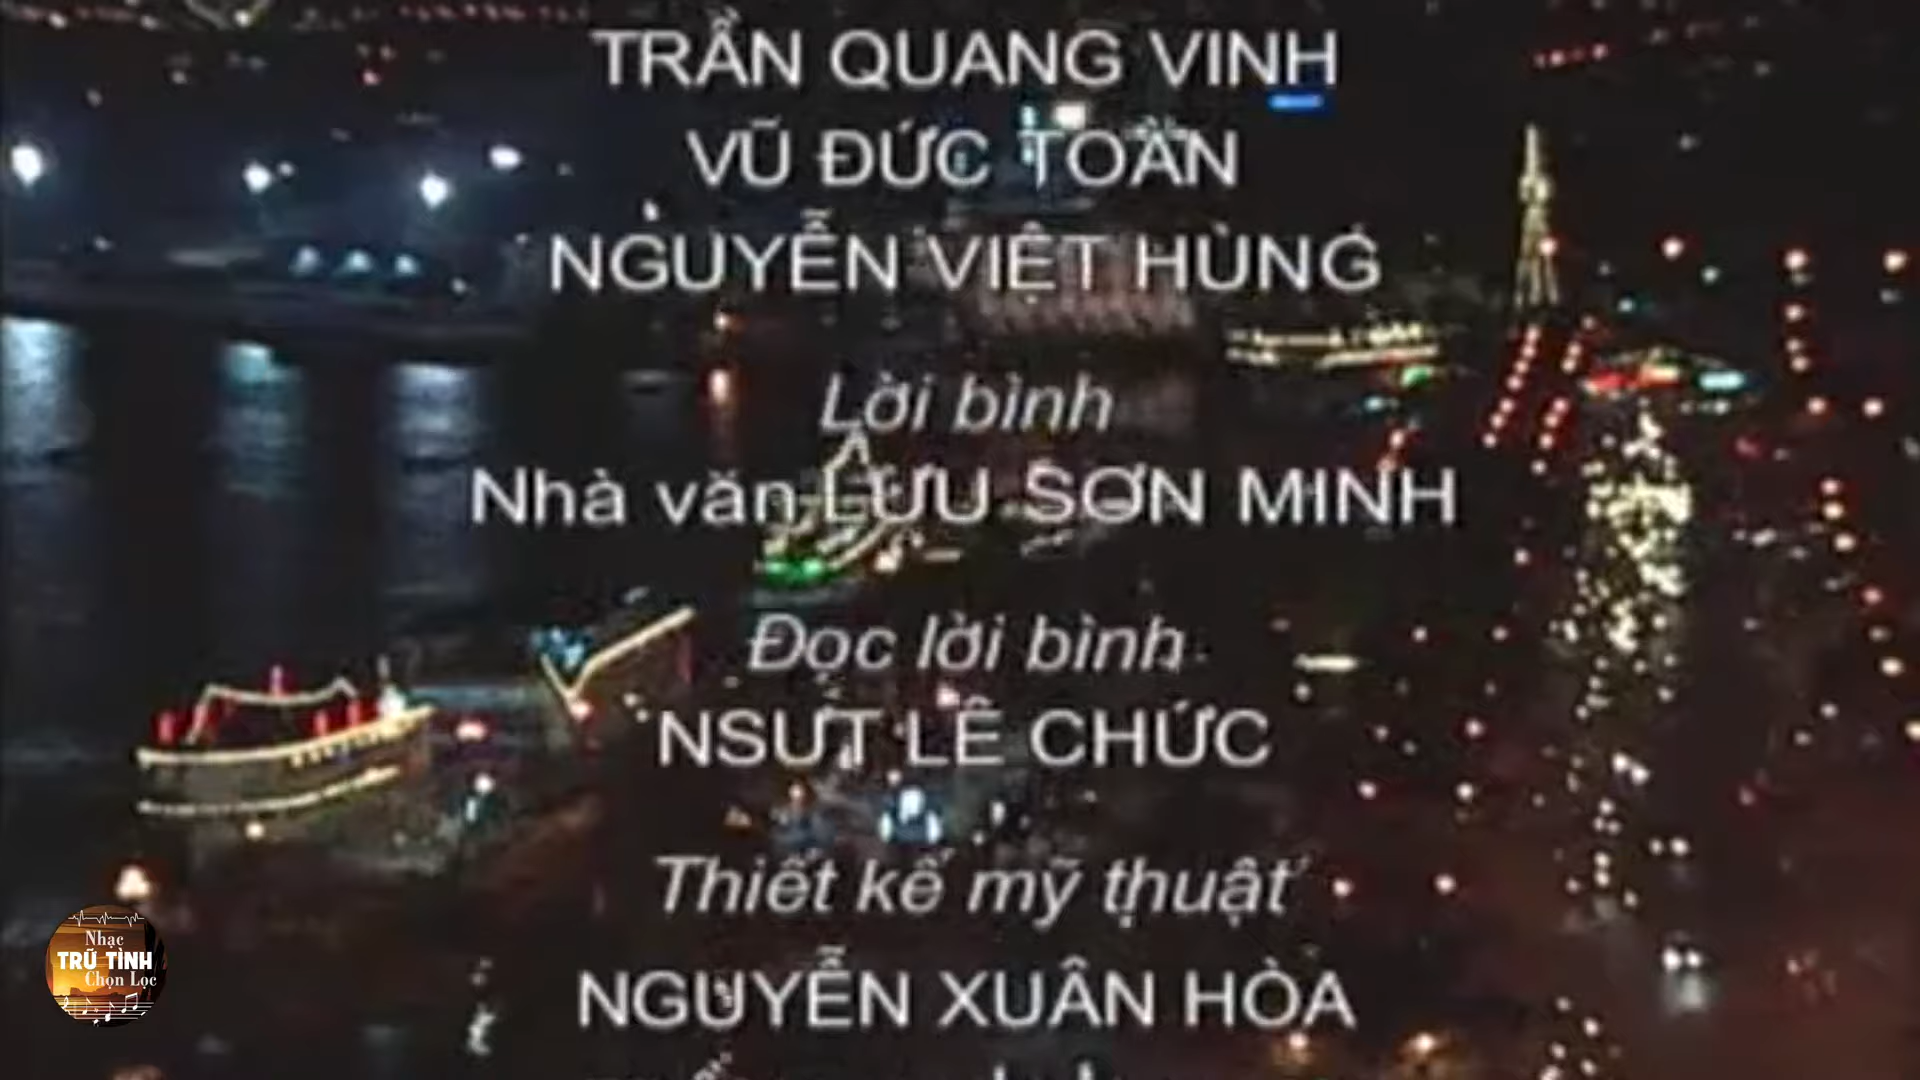 TRẦN QUANG VINH
VŨ ĐỨC TOÀN
NGUYỄN VIỆT HÙNG
Lời bình
Nhà văn LƯU SƠN MINH
Đọc lời bình
NSƯT LÊ CHỨC
Thiết kế mỹ thuật
NGUYỄN XUÂN HÒA
Nhạc
TRỮ TÌNH
Chọn Lọc